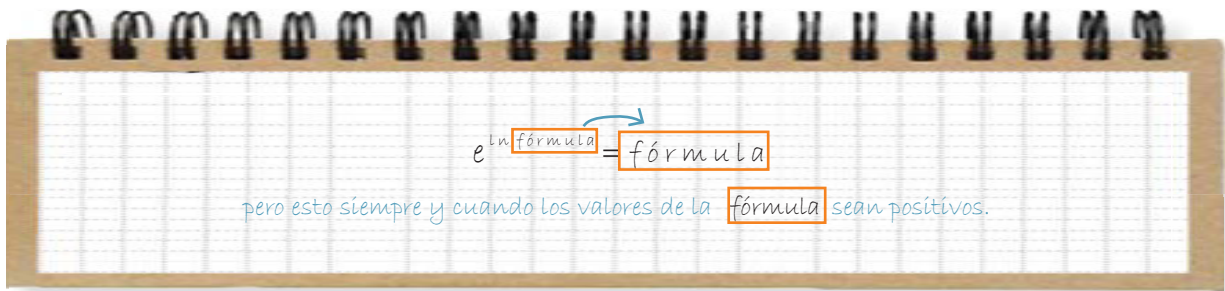 e^{ln fórmula} = fórmula
pero esto siempre y cuando los valores de la fórmula sean positivos.